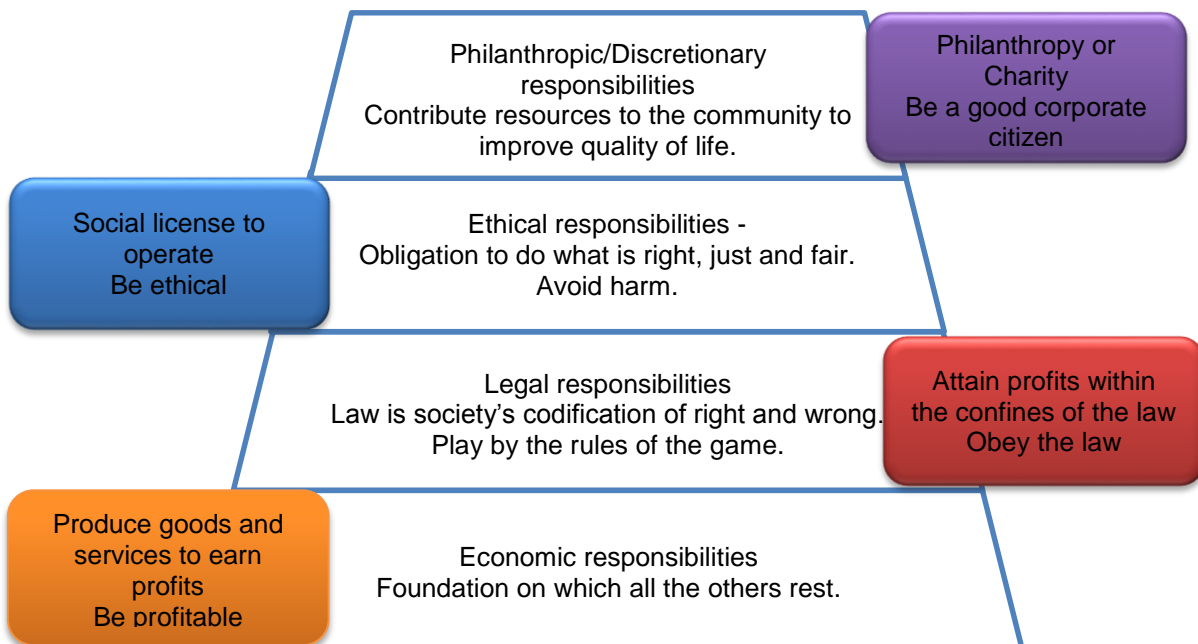 Philanthropic/Discretionary
responsibilities
Contribute resources to the community to
improve quality of life.
Philanthropy or
Charity
Be a good corporate
citizen
Social license to
operate
Be ethical
Ethical responsibilities -
Obligation to do what is right, just and fair.
Avoid harm.
Legal responsibilities
Law is society’s codification of right and wrong.
Play by the rules of the game.
Attain profits within
the confines of the law
Obey the law
Produce goods and
services to earn
profits
Be profitable
Economic responsibilities
Foundation on which all the others rest.